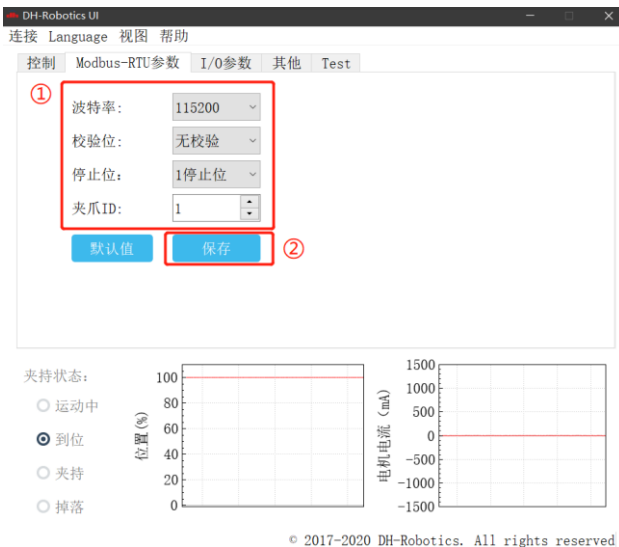 DH-Robotics UI
连接 Language 视图 帮助
控制 Modbus-RTU参数 I/O参数 其他 Test
①
波特率: 115200
校验位: 无校验
停止位: 1停止位
夹爪ID: 1
默认值 保存 ②
夹持状态:
运动中
到位
夹持
掉落
位置(%)
100
80
60
40
20
0
电机电流 (mA)
1500
1000
500
0
-500
-1000
-1500
© 2017-2020 DH-Robotics. All rights reserved